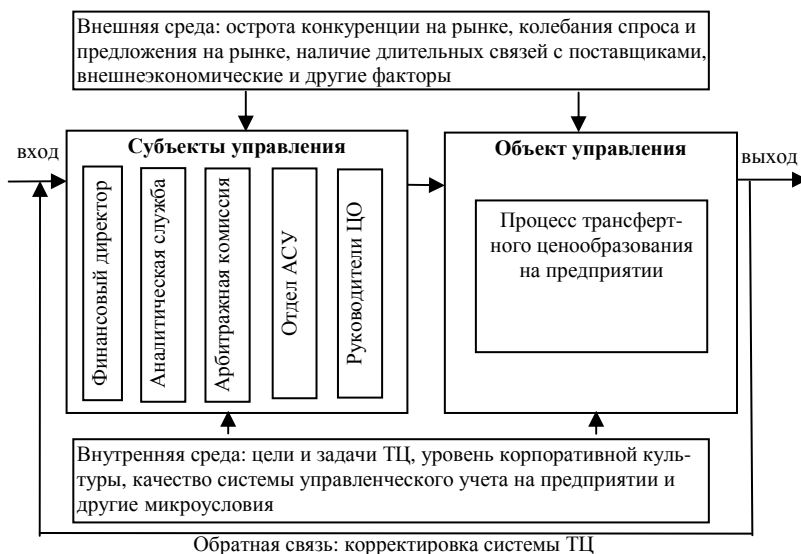 Внешняя среда: острота конкуренции на рынке, колебания спроса и
предложения на рынке, наличие длительных связей с поставщиками,
внешнеэкономические и другие факторы
вход
Субъекты управления
Финансовый директор
Аналитическая служба
Арбитражная комиссия
Отдел АСУ
Руководители ЦО
Объект управления
Процесс трансферт-
ного ценообразования
на предприятии
выход
Внутренняя среда: цели и задачи ТЦ, уровень корпоративной куль-
туры, качество системы управленческого учета на предприятии и
другие микроусловия
Обратная связь: корректировка системы ТЦ